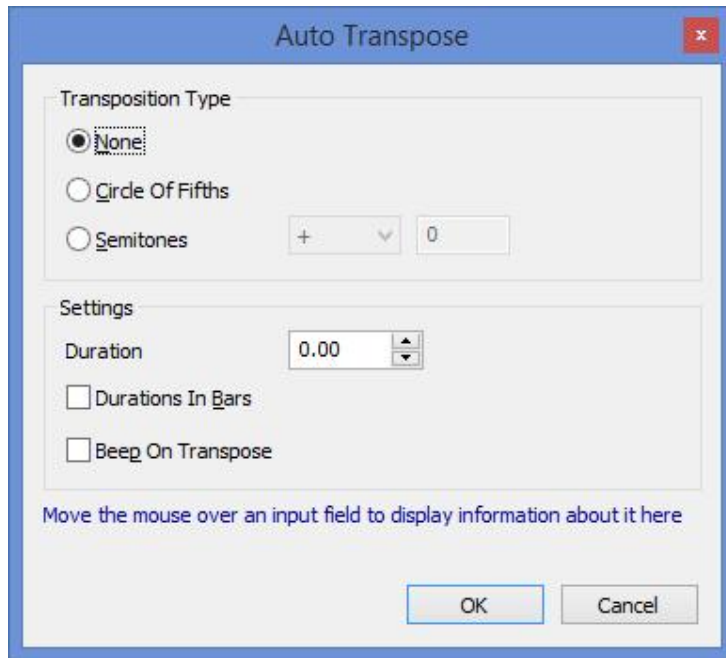 Auto Transpose
x
Transposition Type
None
Circle Of Fifths
Semitones + 0
Settings
Duration 0.00
Durations In Bars
Beep On Transpose
Move the mouse over an input field to display information about it here
OK Cancel